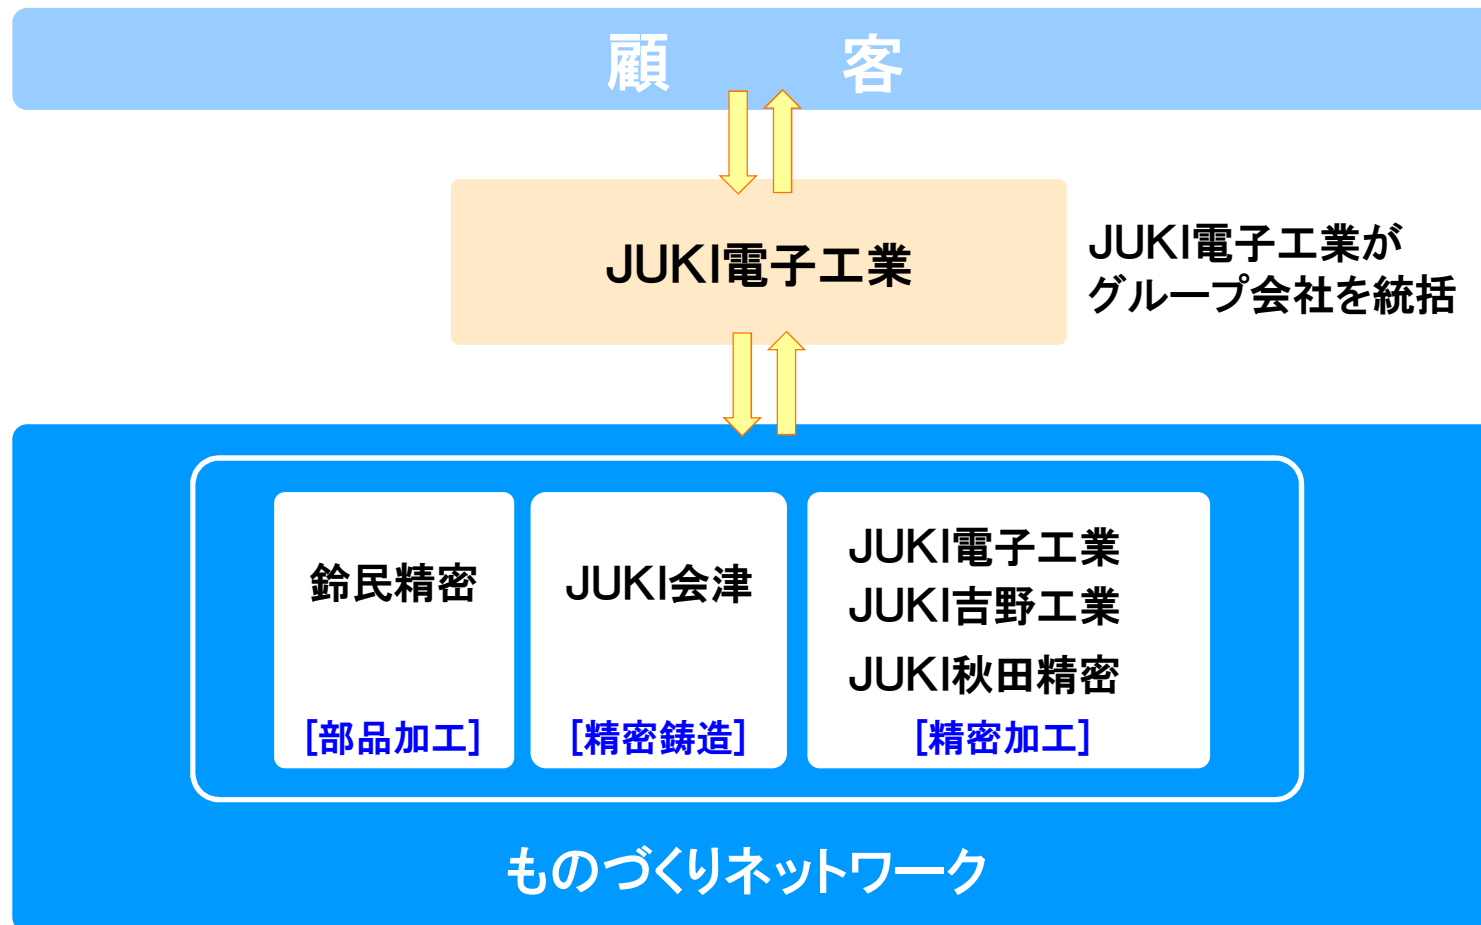 顧 客
JUKI電子工業
JUKI電子工業が
グループ会社を統括
鈴民精密
[部品加工]
JUKI会津
[精密鋳造]
JUKI電子工業
JUKI吉野工業
JUKI秋田精密
[精密加工]
ものづくりネットワーク